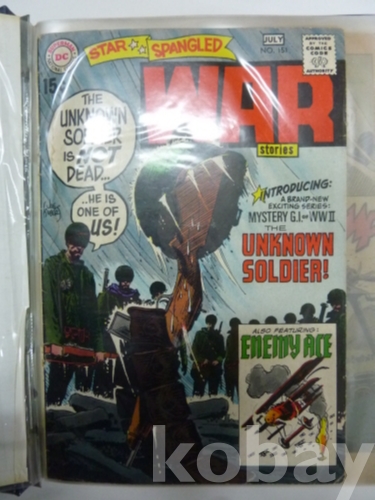 STAR SPANGLED
DC
JULY
NO. 151
APPROVED
BY THE
COMICS
CODE
AUTHORITY
15
WAR
stories
THE
UNKNOWN
SOLDIER
IS NOT
DEAD...
..HE IS
ONE OF
US!
INTRODUCING:
A BRAND-NEW
EXCITING SERIES:
MYSTERY G.I. OF WW II
THE
UNKNOWN
SOLDIER!
ALSO FEATURING:
ENEMY ACE
kobay